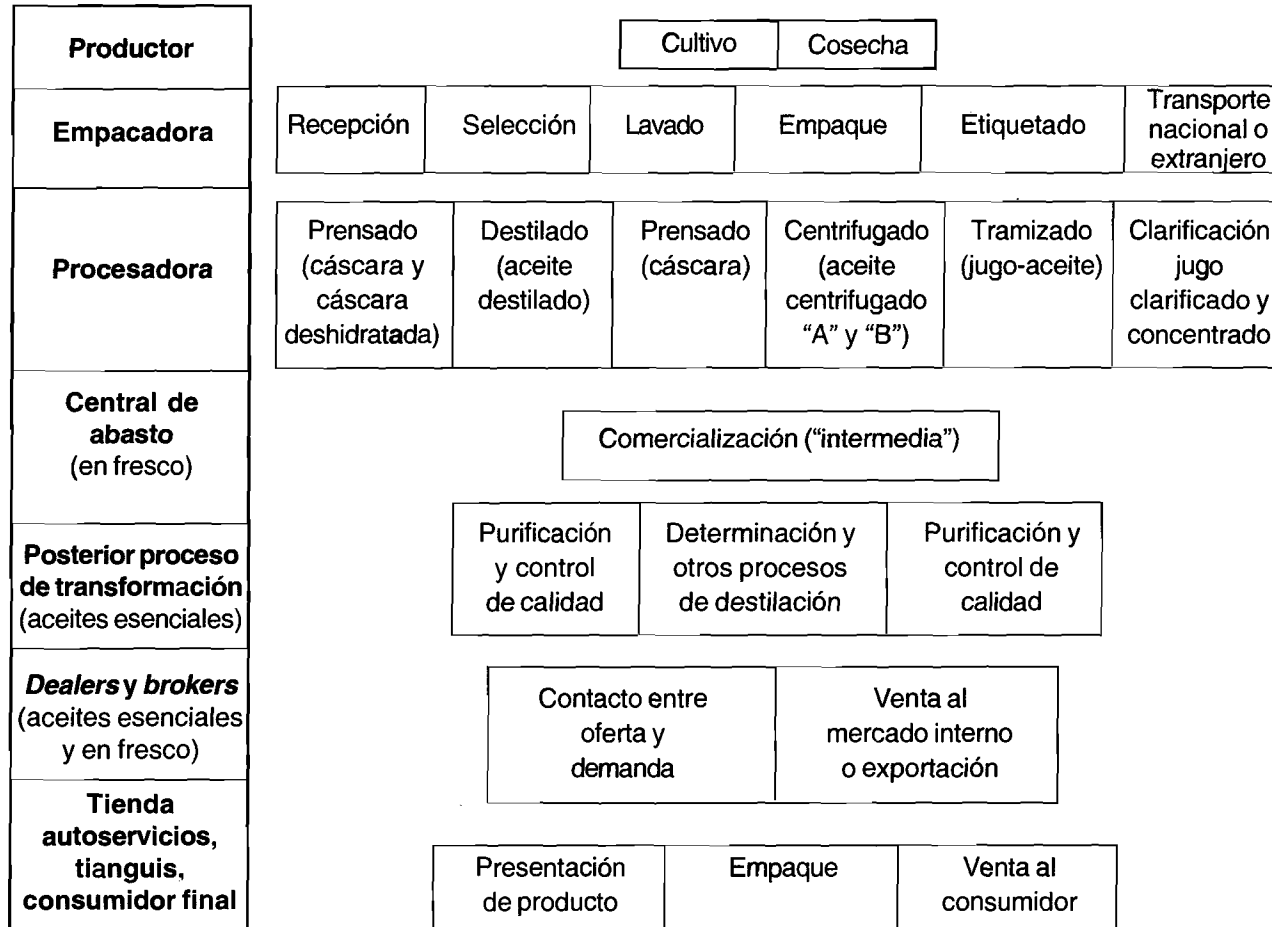 Productor
Cultivo
Cosecha
Empacadora
Recepción
Selección
Lavado
Empaque
Etiquetado
Transporte
nacional o
extranjero
Procesadora
Prensado
(cáscara y
cáscara
deshidratada)
Destilado
(aceite
destilado)
Prensado
(cáscara)
Centrifugado
(aceite
centrifugado
“A” y “B”)
Tramizado
(jugo-aceite)
Clarificación
jugo
clarificado y
concentrado
Central de
abasto
(en fresco)
Comercialización (“intermedia”)
Posterior proceso
de transformación
(aceites esenciales)
Purificación
y control
de calidad
Determinación y
otros procesos
de destilación
Purificación y
control de
calidad
Dealers y brokers
(aceites esenciales
y en fresco)
Contacto entre
oferta y
demanda
Venta al
mercado interno
o exportación
Tienda
autoservicios,
tianguis,
consumidor final
Presentación
de producto
Empaque
Venta al
consumidor